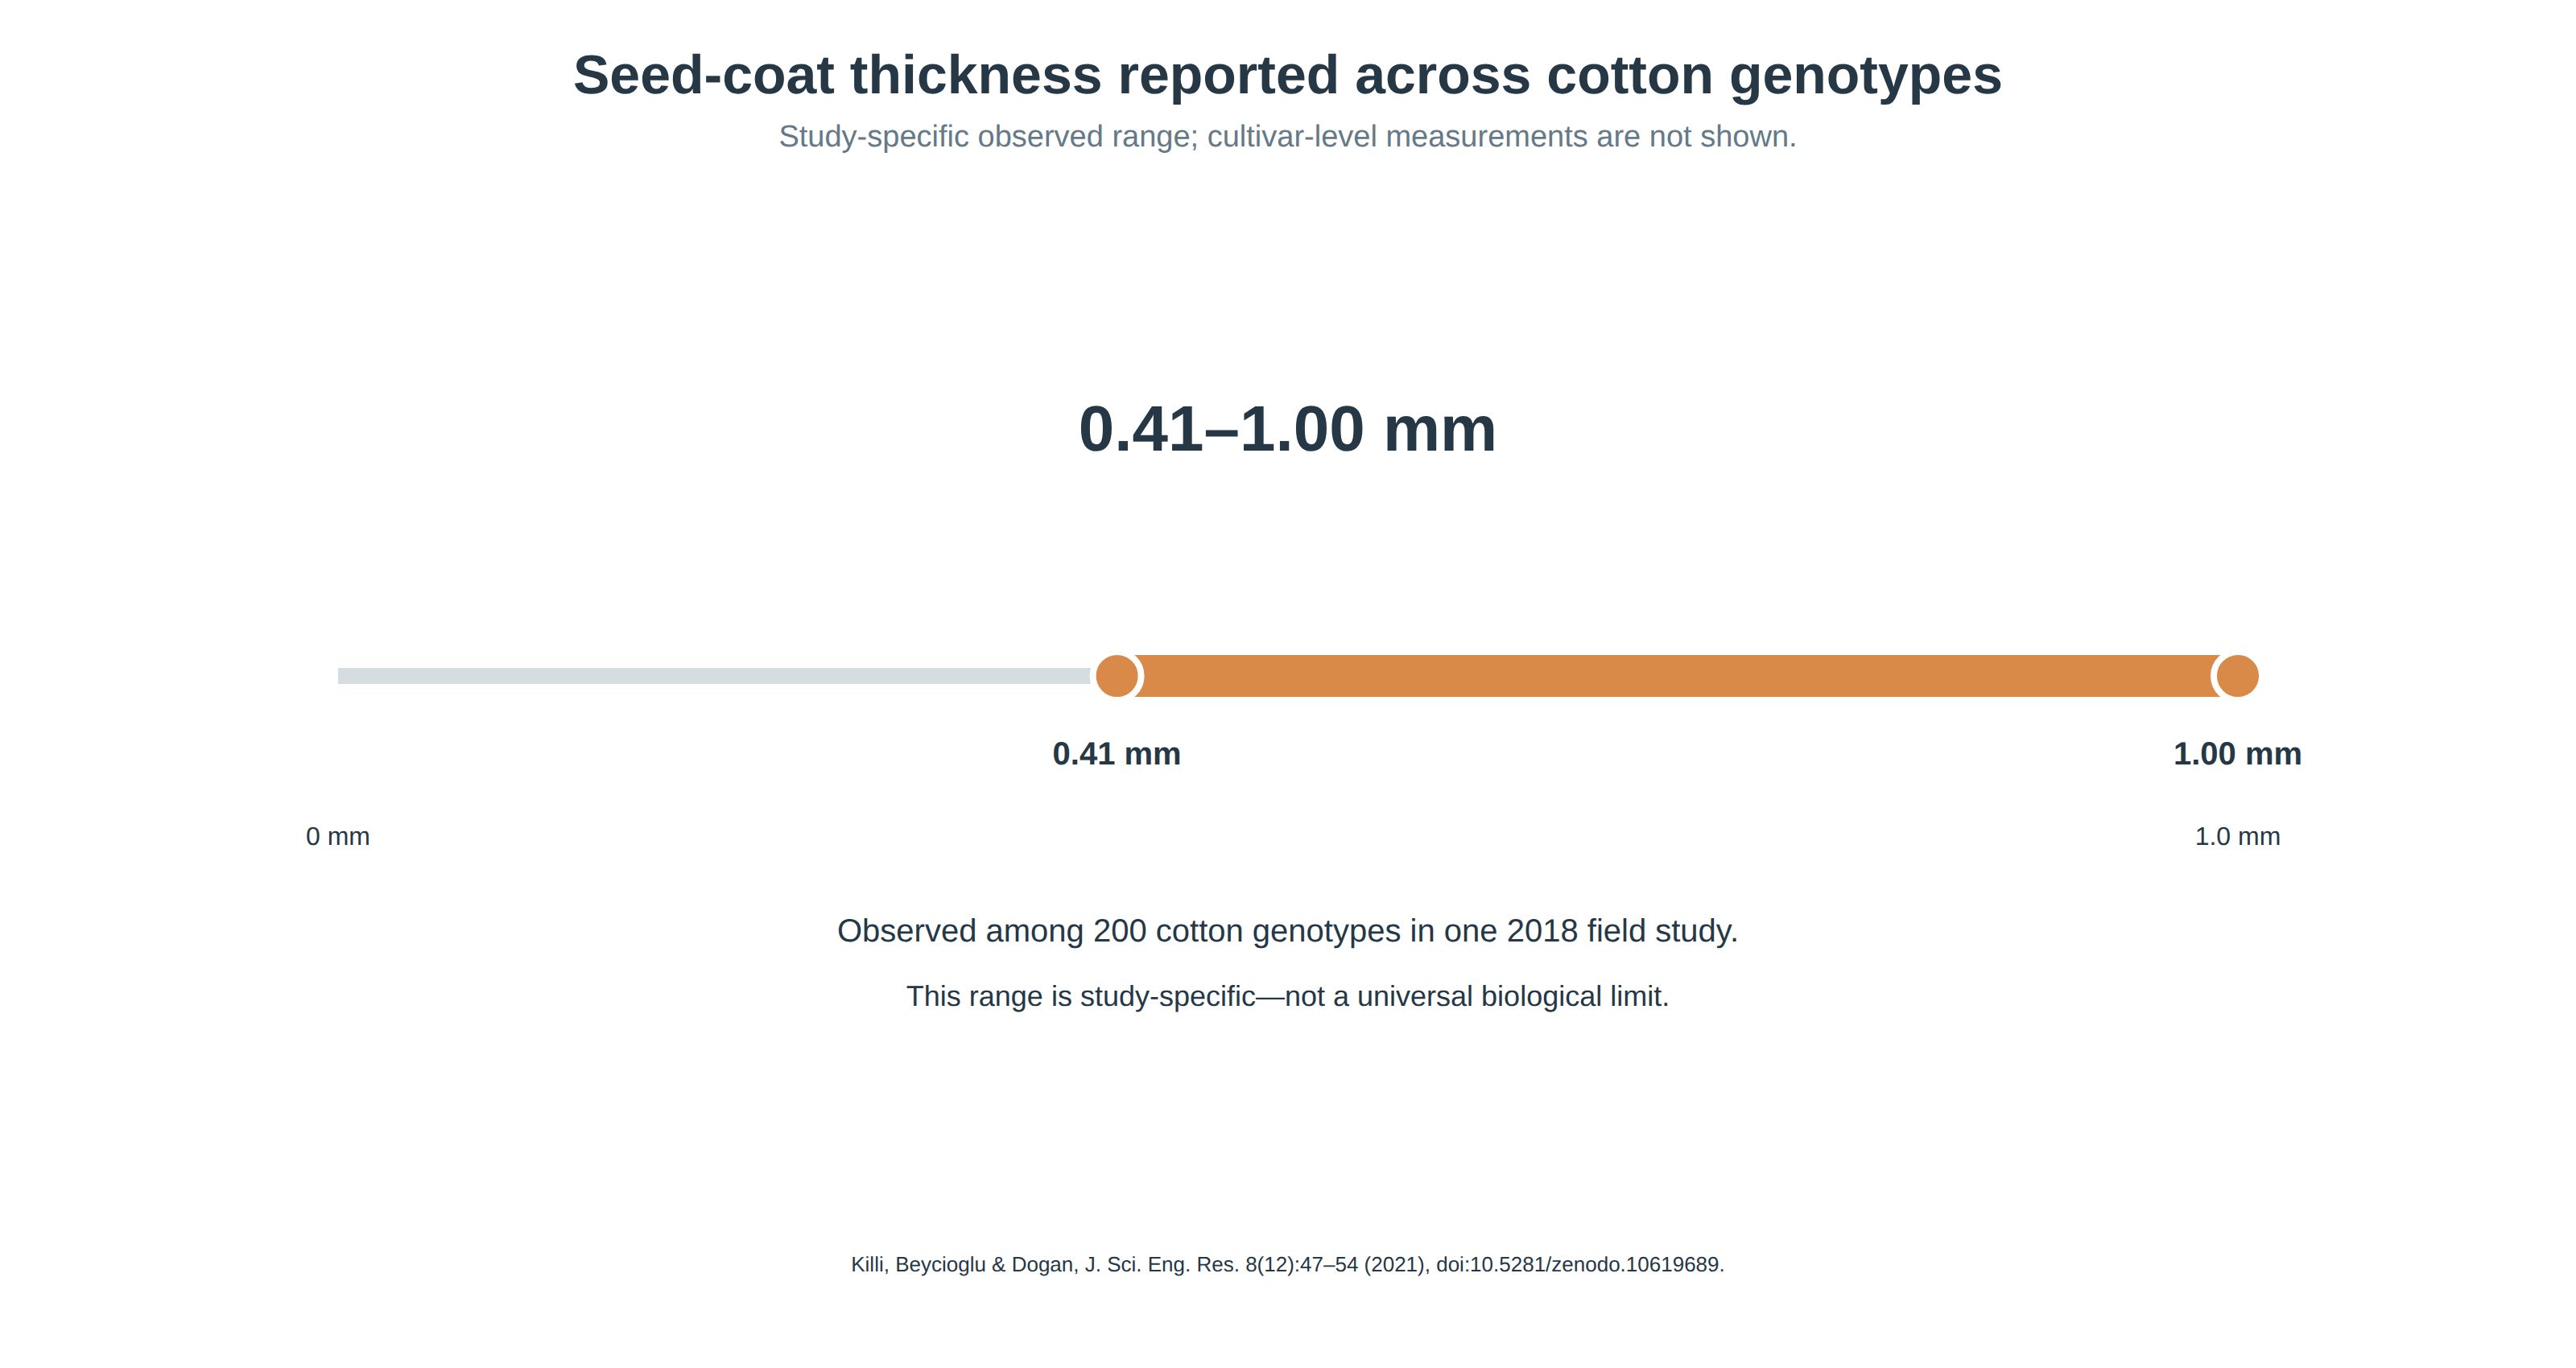 Seed-coat thickness reported across cotton genotypes
Study-specific observed range; cultivar-level measurements are not shown.
0.41–1.00 mm
0.41 mm
1.00 mm
0 mm
1.0 mm
Observed among 200 cotton genotypes in one 2018 field study.
This range is study-specific—not a universal biological limit.
Killi, Beycioglu & Dogan, J. Sci. Eng. Res. 8(12):47–54 (2021), doi:10.5281/zenodo.10619689.